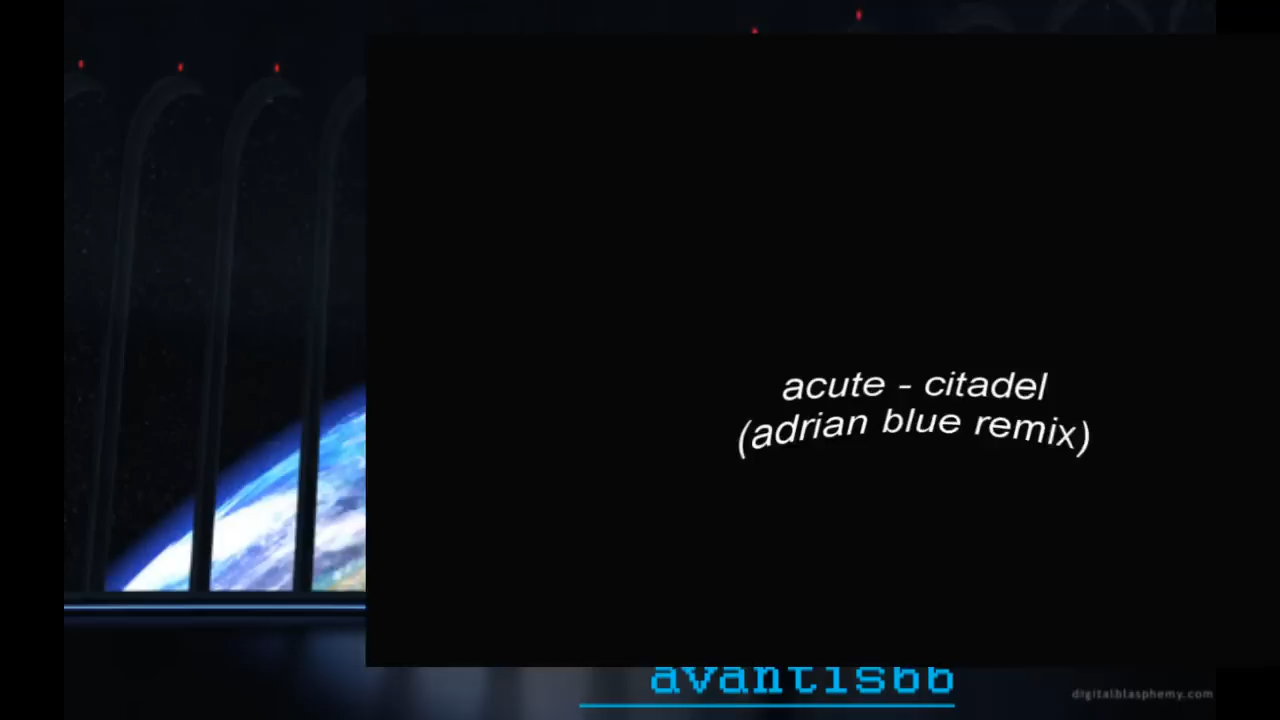 acute - citadel
(adrian blue remix)
avantis66
digitalblasphemy.com